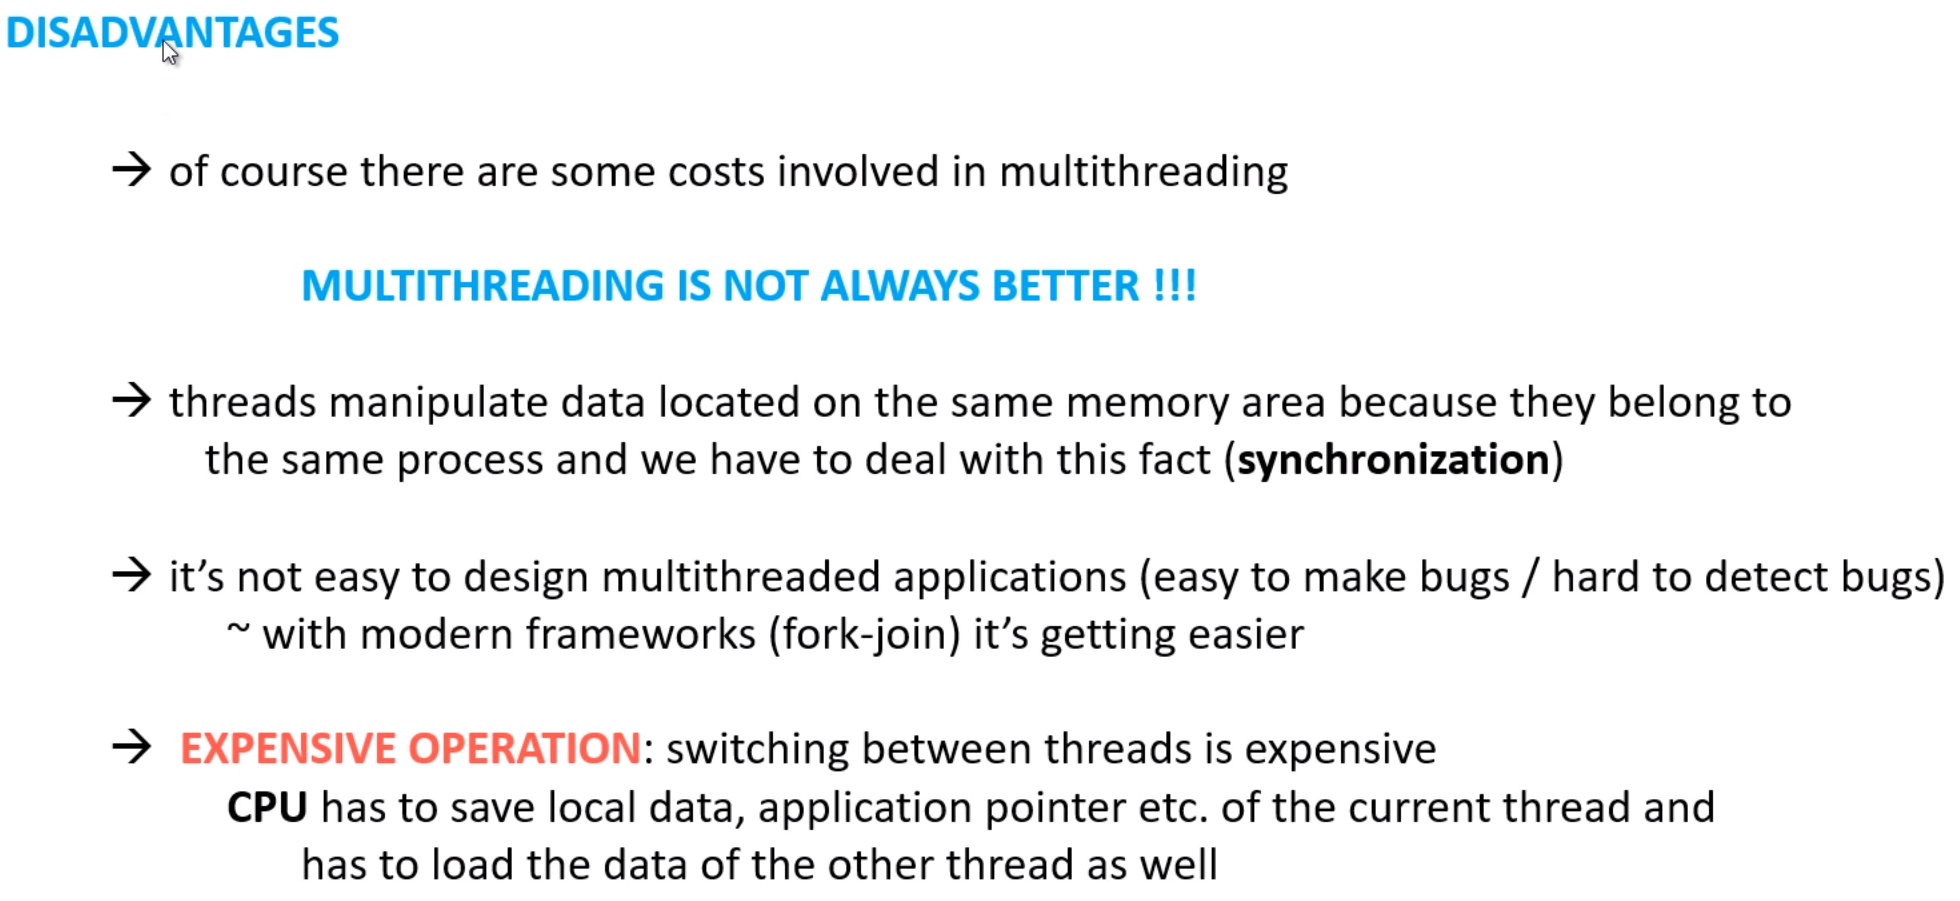 DISADVANTAGES
→ of course there are some costs involved in multithreading
MULTITHREADING IS NOT ALWAYS BETTER !!!
→ threads manipulate data located on the same memory area because they belong to
the same process and we have to deal with this fact (synchronization)
→ it’s not easy to design multithreaded applications (easy to make bugs / hard to detect bugs)
~ with modern frameworks (fork-join) it’s getting easier
→ EXPENSIVE OPERATION: switching between threads is expensive
CPU has to save local data, application pointer etc. of the current thread and
has to load the data of the other thread as well